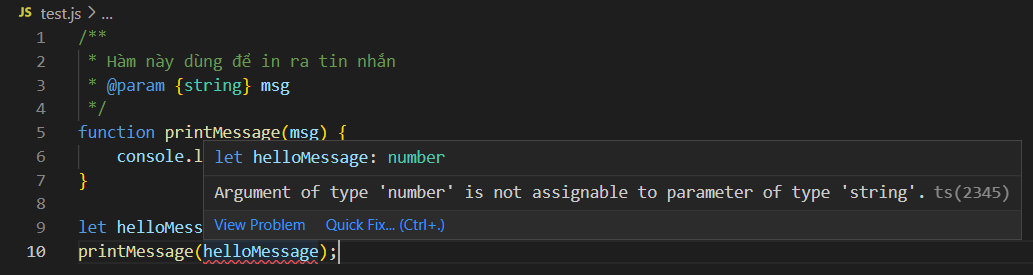 JS test.js > ...
1 /**
2 * Hàm này dùng để in ra tin nhắn
3 * @param {string} msg
4 */
5 function printMessage(msg) {
6 console.l
let helloMessage: number
7 }
Argument of type 'number' is not assignable to parameter of type 'string'. ts(2345)
8
9 let helloMess
View Problem Quick Fix... (Ctrl+.)
10 printMessage(helloMessage);